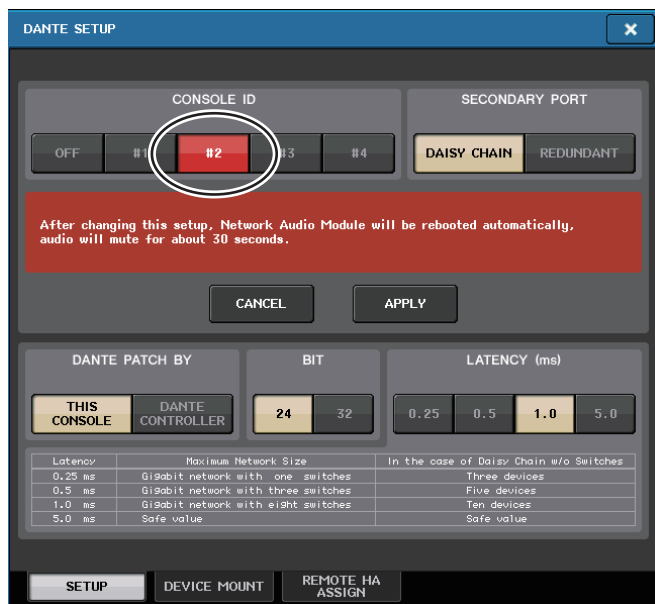 DANTE SETUP
CONSOLE ID
SECONDARY PORT
OFF #1 #2 #3 #4 DAISY CHAIN REDUNDANT
After changing this setup, Network Audio Module will be rebooted automatically,
audio will mute for about 30 seconds.
CANCEL APPLY
DANTE PATCH BY
BIT
LATENCY (ms)
THIS
CONSOLE
DANTE
CONTROLLER
24 32 0.25 0.5 1.0 5.0
Latency Maximum Network Size In the case of Daisy Chain w/o Switches
0.25 ms Gigabit network with one switches Three devices
0.5 ms Gigabit network with three switches Five devices
1.0 ms Gigabit network with eight switches Ten devices
5.0 ms Safe value Safe value
SETUP DEVICE MOUNT
REMOTE HA
ASSIGN